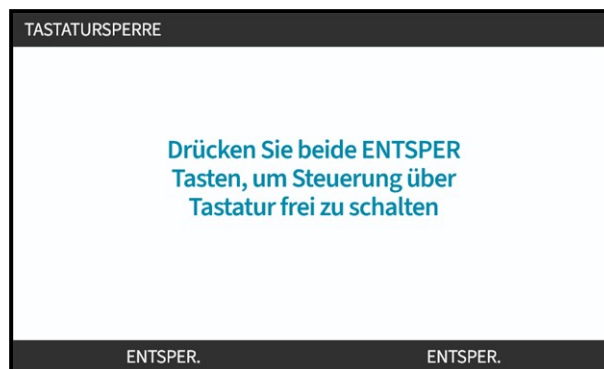 TASTATURSPERRE
Drücken Sie beide ENTSPER
Tasten, um Steuerung über
Tastatur frei zu schalten
ENTSPER. ENTSPER.